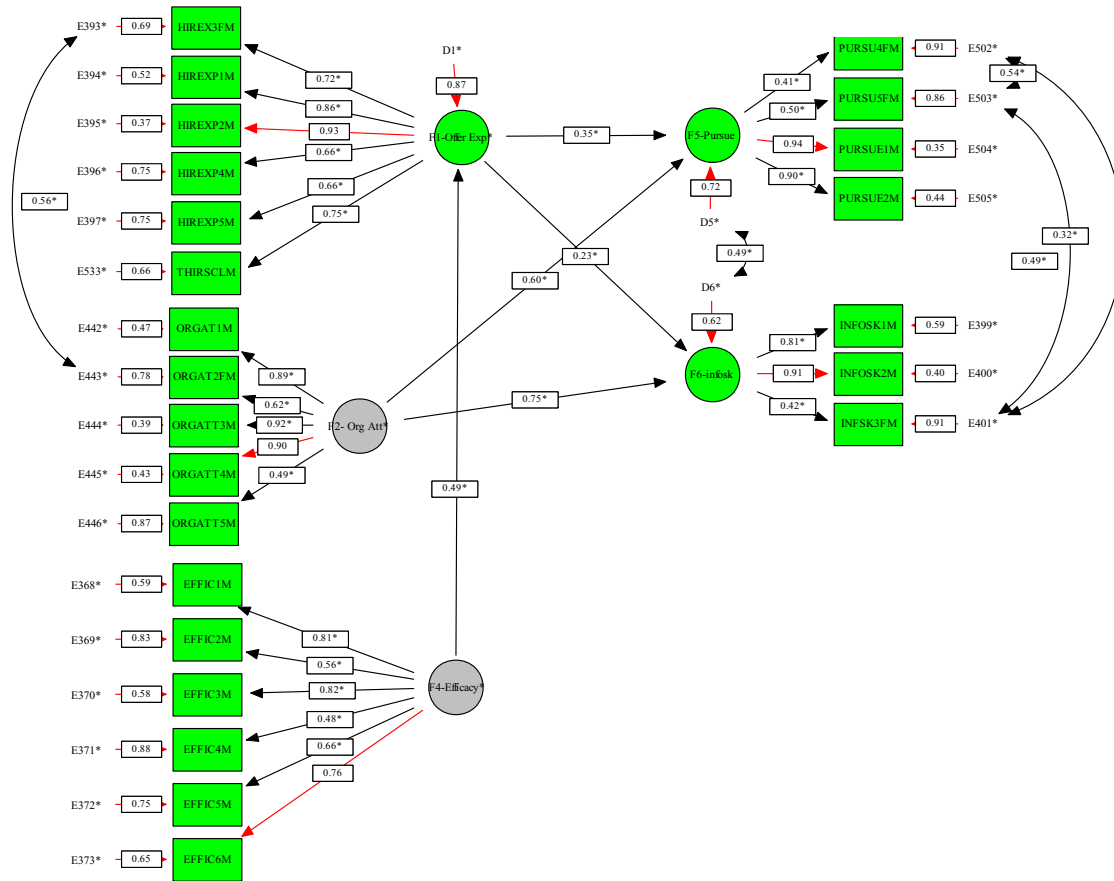 E393* 0.69 HIREX3FM
E394* 0.52 HIREXP1M
E395* 0.37 HIREXP2M
E396* 0.75 HIREXP4M
E397* 0.75 HIREXP5M
E533* 0.66 THIRSCLM
E442* 0.47 ORGAT1M
E443* 0.78 ORGAT2FM
E444* 0.39 ORGATT3M
E445* 0.43 ORGATT4M
E446* 0.87 ORGATT5M
E368* 0.59 EFFIC1M
E369* 0.83 EFFIC2M
E370* 0.58 EFFIC3M
E371* 0.88 EFFIC4M
E372* 0.75 EFFIC5M
E373* 0.65 EFFIC6M
0.56*
0.72*
0.86*
0.93
0.66*
0.66*
0.75*
0.89*
0.62*
0.92*
0.90
0.49*
0.81*
0.56*
0.82*
0.48*
0.66*
0.76
D1*
0.87
F1-Offer Exp*
F2- Org Att*
F4-Efficacy*
0.35*
0.23*
0.60*
0.75*
0.49*
F5-Pursue
0.72
D5*
0.49*
D6*
0.62
F6-infosk
0.41*
0.50*
0.94
0.90*
0.81*
0.91
0.42*
PURSU4FM 0.91 E502*
PURSU5FM 0.86 E503*
PURSUE1M 0.35 E504*
PURSUE2M 0.44 E505*
INFOSK1M 0.59 E399*
INFOSK2M 0.40 E400*
INFSK3FM 0.91 E401*
0.54*
0.32*
0.49*